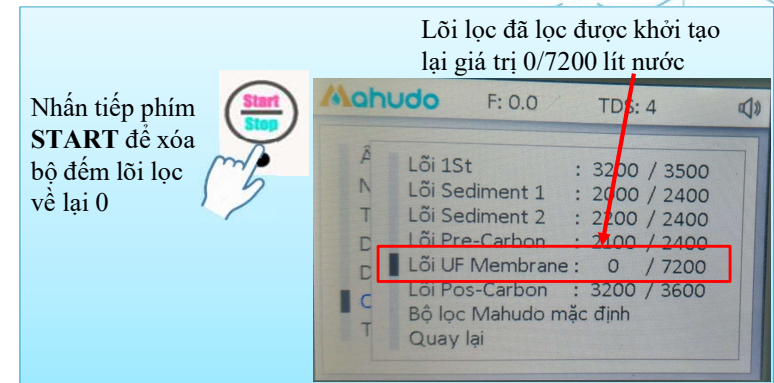 Lõi lọc đã lọc được khởi tạo
lại giá trị 0/7200 lít nước
Nhấn tiếp phím
START để xóa
bộ đếm lõi lọc
về lại 0
Start
Stop
Mahudo F: 0.0 TDS: 4
Â
N
T
D
D
C
T
Lõi 1St : 3200 / 3500
Lõi Sediment 1 : 2000 / 2400
Lõi Sediment 2 : 2200 / 2400
Lõi Pre-Carbon : 2100 / 2400
Lõi UF Membrane : 0 / 7200
Lõi Pos-Carbon : 3200 / 3600
Bộ lọc Mahudo mặc định
Quay lại